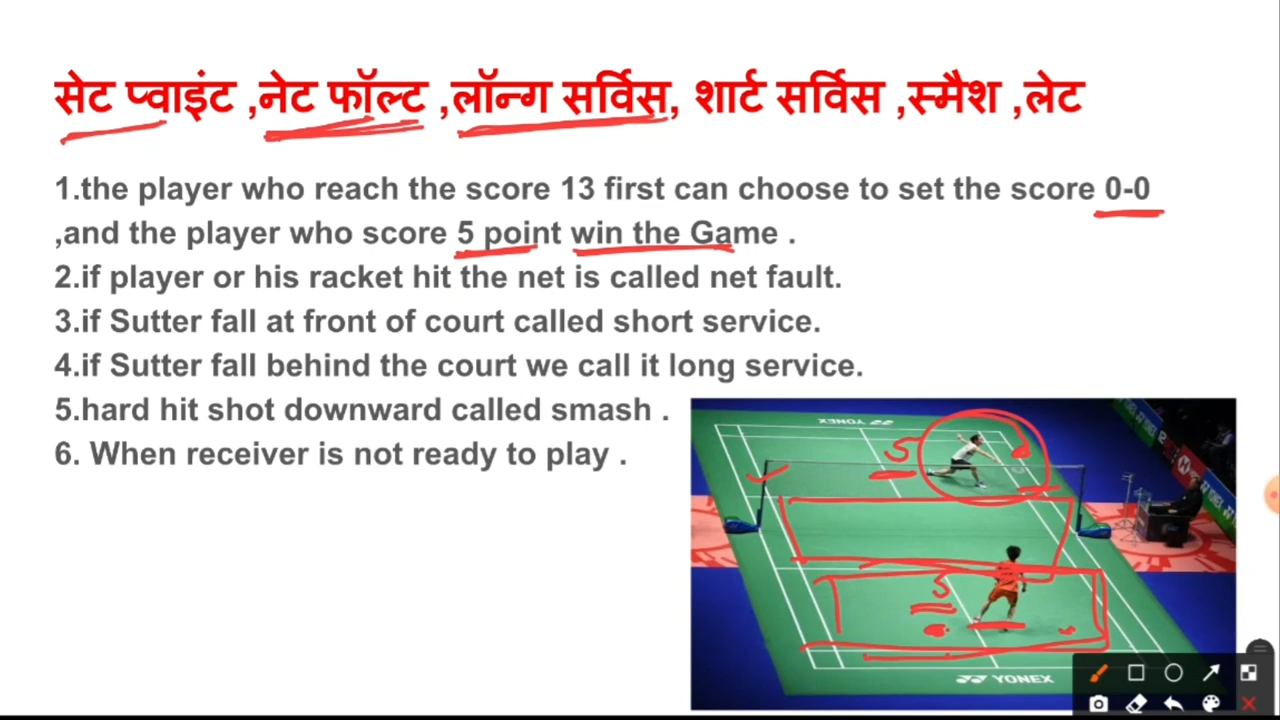 सेट प्वाइंट ,नेट फॉल्ट ,लॉन्ग सर्विस, शार्ट सर्विस ,स्मैश ,लेट
1.the player who reach the score 13 first can choose to set the score 0-0
,and the player who score 5 point win the Game .
2.if player or his racket hit the net is called net fault.
3.if Sutter fall at front of court called short service.
4.if Sutter fall behind the court we call it long service.
5.hard hit shot downward called smash .
6. When receiver is not ready to play .
YONEX
5
5
YONEX